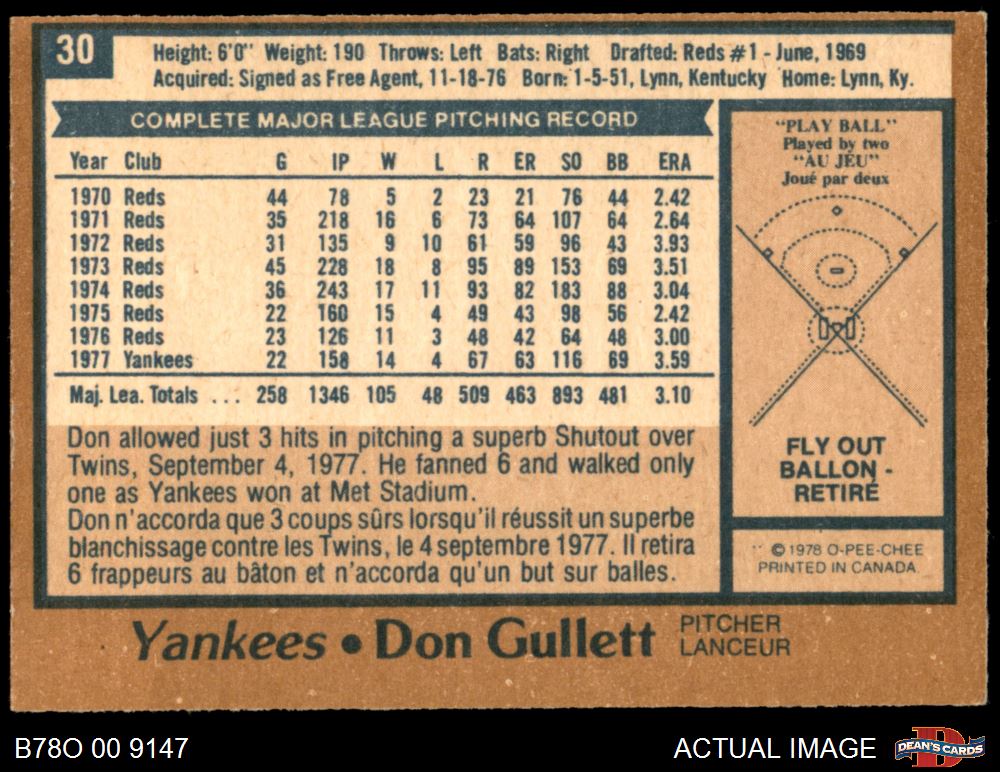 30
Height: 6'0" Weight: 190 Throws: Left Bats: Right Drafted: Reds #1 - June, 1969
Acquired: Signed as Free Agent, 11-18-76 Born: 1-5-51, Lynn, Kentucky Home: Lynn, Ky.
COMPLETE MAJOR LEAGUE PITCHING RECORD
Year Club G IP W L R ER SO BB ERA
1970 Reds 44 78 5 2 23 21 76 44 2.42
1971 Reds 35 218 16 6 73 64 107 64 2.64
1972 Reds 31 135 9 10 61 59 96 43 3.93
1973 Reds 45 228 18 8 95 89 153 69 3.51
1974 Reds 36 243 17 11 93 82 183 88 3.04
1975 Reds 22 160 15 4 49 43 98 56 2.42
1976 Reds 23 126 11 3 48 42 64 48 3.00
1977 Yankees 22 158 14 4 67 63 116 69 3.59
Maj. Lea. Totals ... 258 1346 105 48 509 463 893 481 3.10
Don allowed just 3 hits in pitching a superb Shutout over
Twins, September 4, 1977. He fanned 6 and walked only
one as Yankees won at Met Stadium.
Don n'accorda que 3 coups sûrs lorsqu'il réussit un superbe
blanchissage contre les Twins, le 4 septembre 1977. Il retira
6 frappeurs au bâton et n'accorda qu'un but sur balles.
"PLAY BALL"
Played by two
"AU JEU"
Joué par deux
FLY OUT
BALLON -
RETIRÉ
© 1978 O-PEE-CHEE
PRINTED IN CANADA.
Yankees • Don Gullett
PITCHER
LANCEUR
B78O 00 9147
ACTUAL IMAGE
DEAN'S CARDS